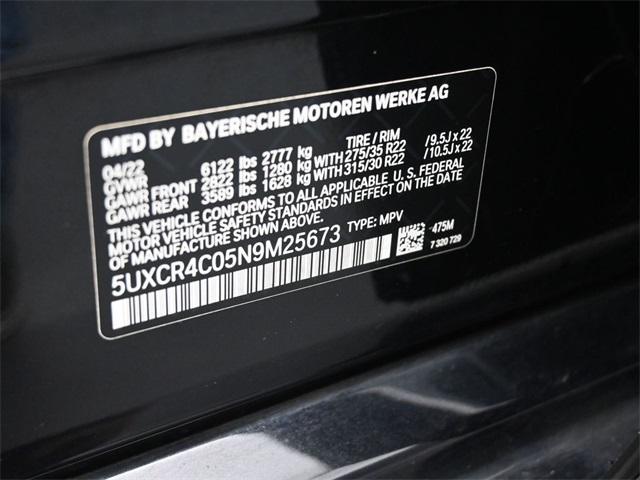 MFD BY BAYERISCHE MOTOREN WERKE AG
04/22 TIRE / RIM
GVWR 6122 lbs 2777 kg
GAWR FRONT 2822 lbs 1280 kg WITH 275/35 R22 / 9.5J x 22
GAWR REAR 3589 lbs 1628 kg WITH 315/30 R22 / 10.5J x 22
THIS VEHICLE CONFORMS TO ALL APPLICABLE U. S. FEDERAL
MOTOR VEHICLE SAFETY STANDARDS IN EFFECT ON THE DATE
OF MANUFACTURE SHOWN ABOVE.
5UXCR4C05N9M25673 TYPE: MPV
475M
7 320 729